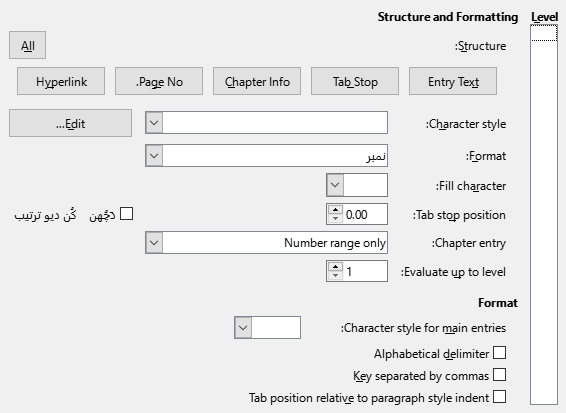 Structure and Formatting
Level
Structure:
All
Entry Text
Tab Stop
Chapter Info
Page No.
Hyperlink
Character style:
Edit...
Format:
نمبر
Fill character:
Tab stop position:
0.00
دَچُھن كُن ديو ترتيب
Chapter entry:
Number range only
Evaluate up to level:
1
Format
Character style for main entries:
Alphabetical delimiter
Key separated by commas
Tab position relative to paragraph style indent